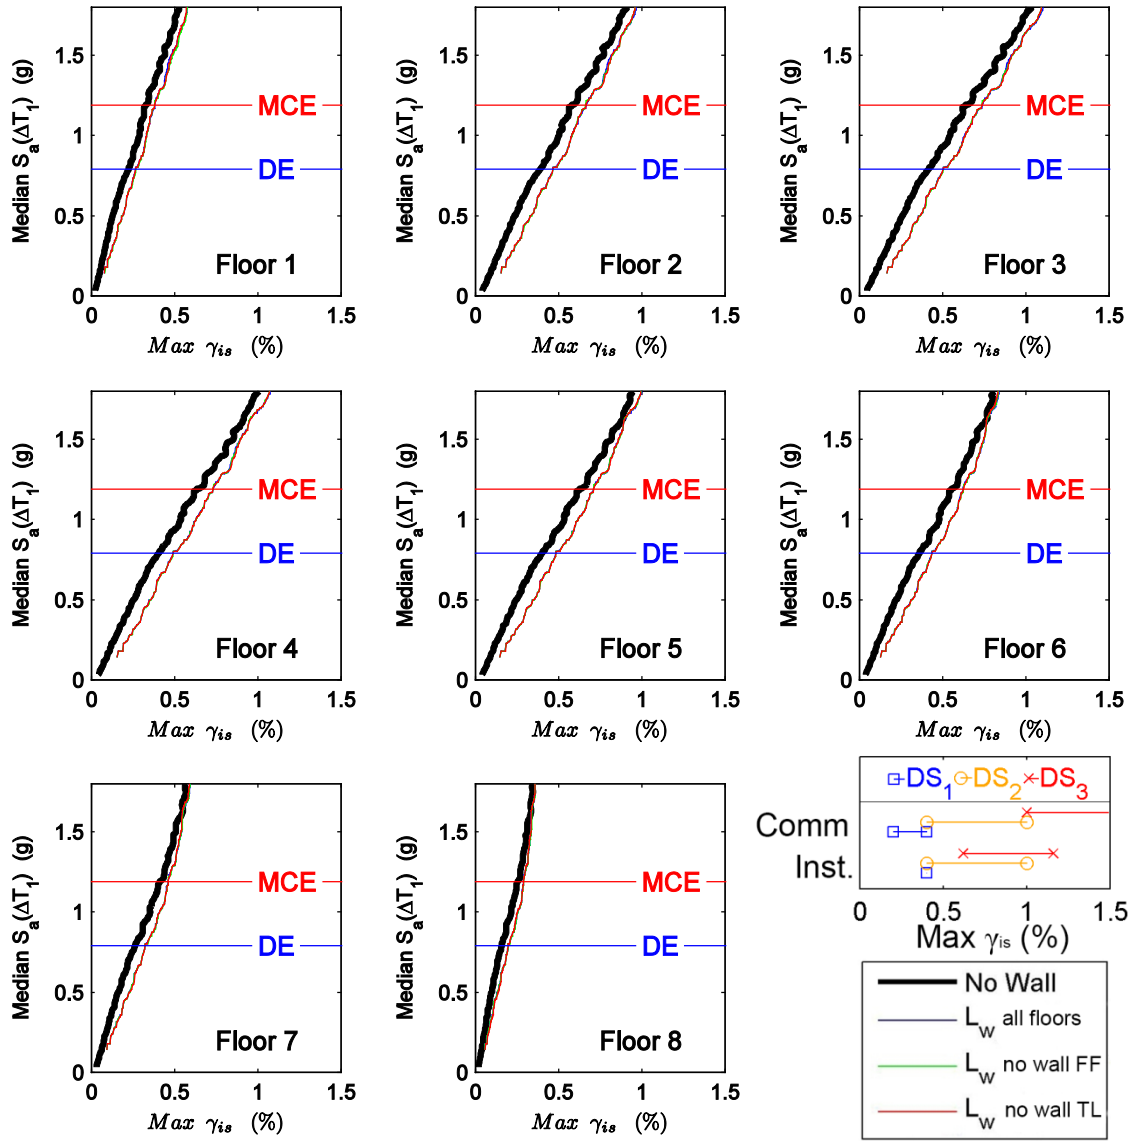 Median Sa(ΔT1) (g)
1.5
1
0.5
0
MCE
DE
Floor 1
0 0.5 1 1.5
Max γis (%)
Median Sa(ΔT1) (g)
1.5
1
0.5
0
MCE
DE
Floor 2
0 0.5 1 1.5
Max γis (%)
Median Sa(ΔT1) (g)
1.5
1
0.5
0
MCE
DE
Floor 3
0 0.5 1 1.5
Max γis (%)
Median Sa(ΔT1) (g)
1.5
1
0.5
0
MCE
DE
Floor 4
0 0.5 1 1.5
Max γis (%)
Median Sa(ΔT1) (g)
1.5
1
0.5
0
MCE
DE
Floor 5
0 0.5 1 1.5
Max γis (%)
Median Sa(ΔT1) (g)
1.5
1
0.5
0
MCE
DE
Floor 6
0 0.5 1 1.5
Max γis (%)
Median Sa(ΔT1) (g)
1.5
1
0.5
0
MCE
DE
Floor 7
0 0.5 1 1.5
Max γis (%)
Median Sa(ΔT1) (g)
1.5
1
0.5
0
MCE
DE
Floor 8
0 0.5 1 1.5
Max γis (%)
DS1 DS2 DS3
Comm
Inst.
0.5 1 1.5
Max γis (%)
No Wall
Lw all floors
Lw no wall FF
Lw no wall TL